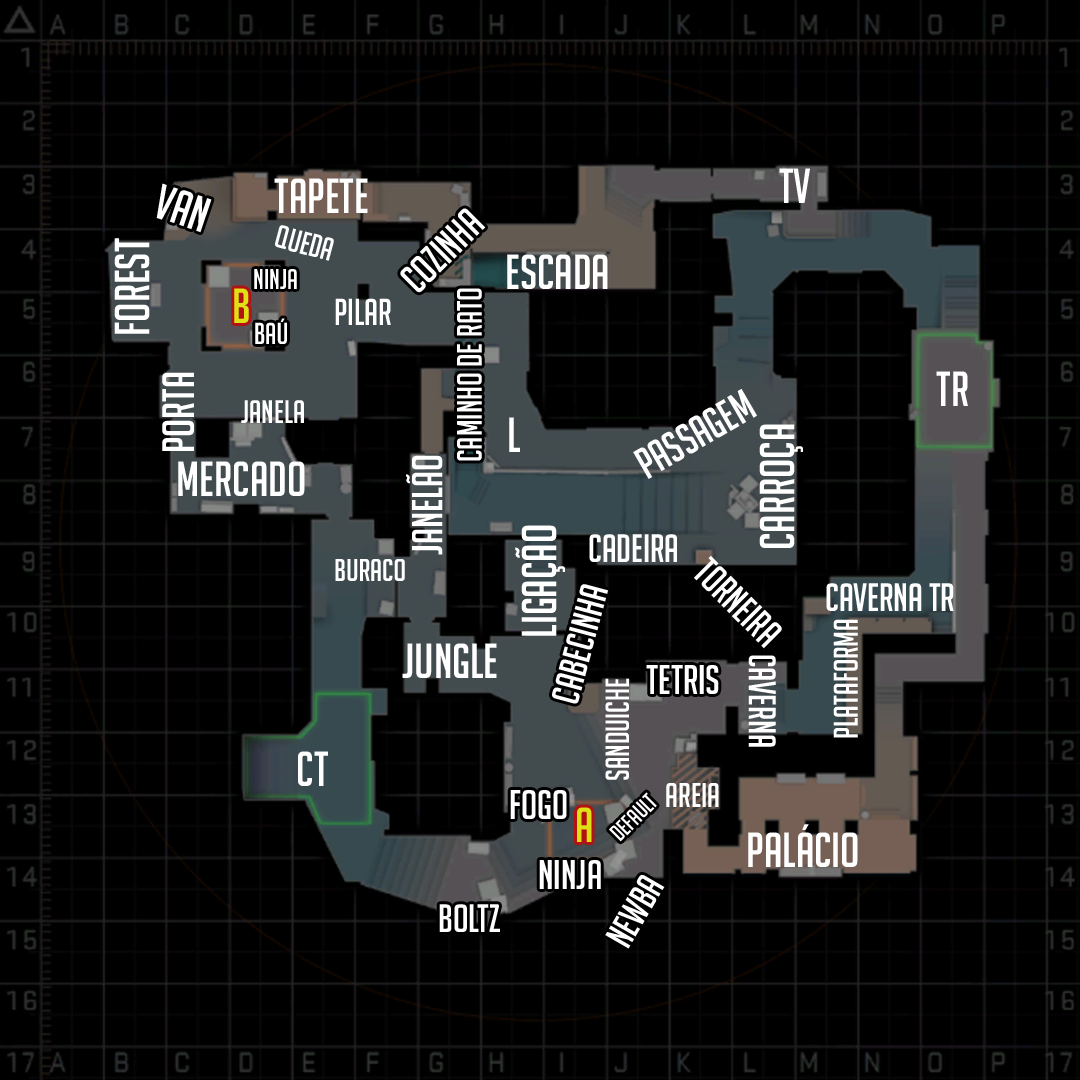 A B C D E F G H I J K L M N O P
1 1
2 2
3 3
4 4
5 5
6 6
7 7
8 8
9 9
10 10
11 11
12 12
13 13
14 14
15 15
16 16
17 17
A B C D E F G H I J K L M N O P
TV
VAN
TAPETE
QUEDA
COZINHA
FOREST
NINJA
ESCADA
B
BAÚ
PILAR
CAMINHO DE RATO
TR
PORTA
JANELA
L
PASSAGEM
MERCADO
JANELÃO
CARROÇA
LIGAÇÃO
CADEIRA
BURACO
TORNEIRA
CAVERNA TR
CABECINHA
JUNGLE
TETRIS
CAVERNA
PLATAFORMA
SANDUICHE
CT
FOGO
A
DEFAULT
AREIA
PALÁCIO
NINJA
NEWBA
BOLTZ